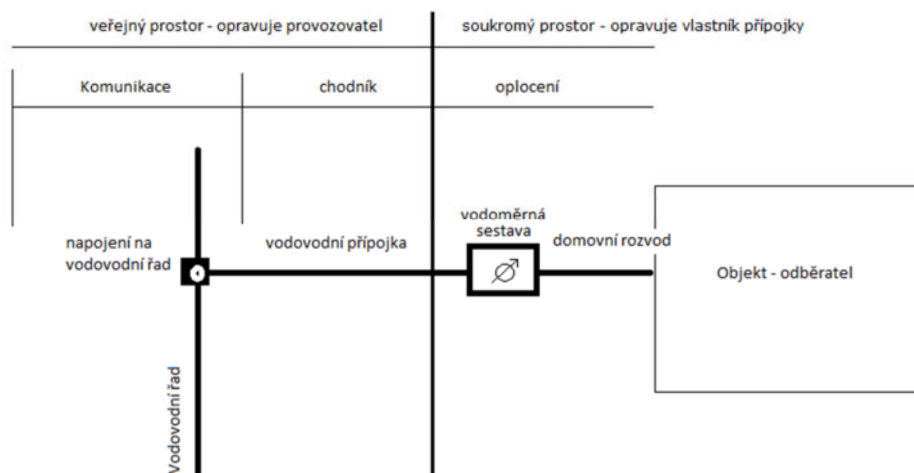 veřejný prostor - opravuje provozovatel
soukromý prostor - opravuje vlastník přípojky
Komunikace
chodník
oplocení
vodoměrná
sestava
napojení na
vodovodní řad
vodovodní přípojka
domovní rozvod
Objekt - odběratel
Vodovodní řad